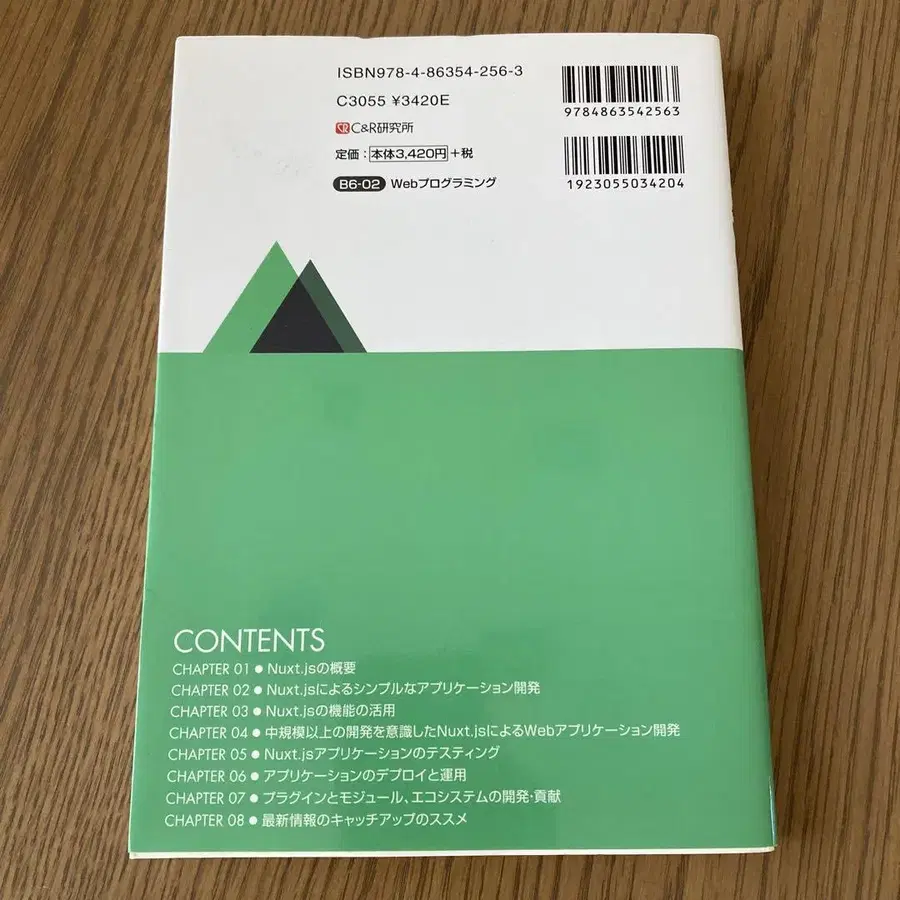 ISBN978-4-86354-256-3
C3055 ¥3420E
C&R研究所
定価：本体3,420円+税
B6-02 Webプログラミング
9784863542563
1923055034204
CONTENTS
CHAPTER 01 ● Nuxt.jsの概要
CHAPTER 02 ● Nuxt.jsによるシンプルなアプリケーション開発
CHAPTER 03 ● Nuxt.jsの機能の活用
CHAPTER 04 ● 中規模以上の開発を意識したNuxt.jsによるWebアプリケーション開発
CHAPTER 05 ● Nuxt.jsアプリケーションのテスティング
CHAPTER 06 ● アプリケーションのデプロイと運用
CHAPTER 07 ● プラグインとモジュール、エコシステムの開発・貢献
CHAPTER 08 ● 最新情報のキャッチアップのススメ